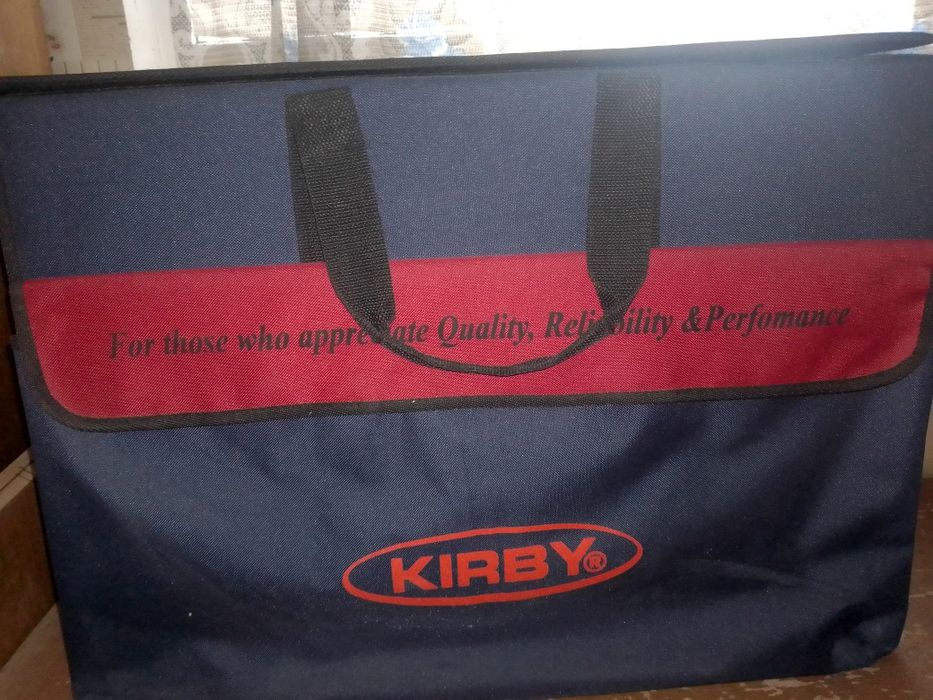 For those who appreciate Quality, Reliability &Perfomance
KIRBY®